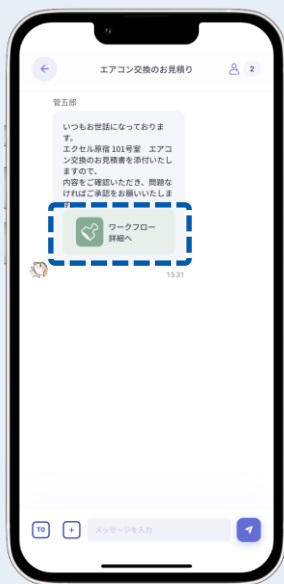 エアコン交換のお見積り
2
管五郎
いつもお世話になっておりま
す。
エクセル原宿 101号室 エアコ
ン交換のお見積書を添付いたし
ますので、
内容をご確認いただき、問題な
ければご承認をお願いいたしま
ワークフロー
詳細へ
15:31
TO
メッセージを入力